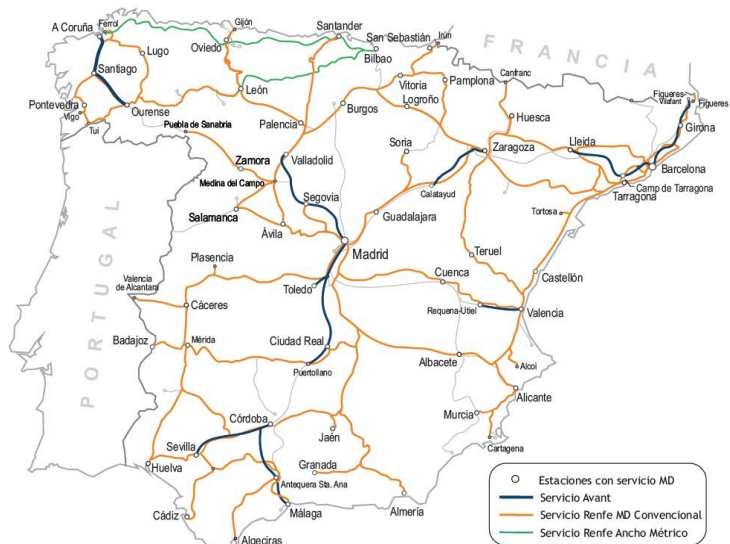 A Coruña
Ferrol
Gijón
Santander
San Sebastián
Irún
FRANCIA
Lugo
Oviedo
Bilbao
Santiago
Vitoria
Pamplona
Canfranc
Figueres-
Vilafant
Figueres
León
Logroño
Pontevedra
Vigo
Ourense
Burgos
Huesca
Girona
Tui
Puebla de Sanabria
Palencia
Soria
Zaragoza
Lleida
Zamora
Valladolid
Barcelona
Medina del Campo
Calatayud
Camp de Tarragona
Tarragona
Segovia
Salamanca
Guadalajara
Tortosa
Ávila
Madrid
PORTUGAL
Plasencia
Teruel
Cuenca
Castellón
Valencia
de Alcantara
Toledo
Cáceres
Requena-Utiel
Valencia
Badajoz
Mérida
Ciudad Real
Albacete
Puertollano
Alcoi
Alicante
Córdoba
Murcia
Jaén
Sevilla
Cartagena
Huelva
Granada
Antequera Sta. Ana
Cádiz
Málaga
Almería
Algeciras
Estaciones con servicio MD
Servicio Avant
Servicio Renfe MD Convencional
Servicio Renfe Ancho Métrico